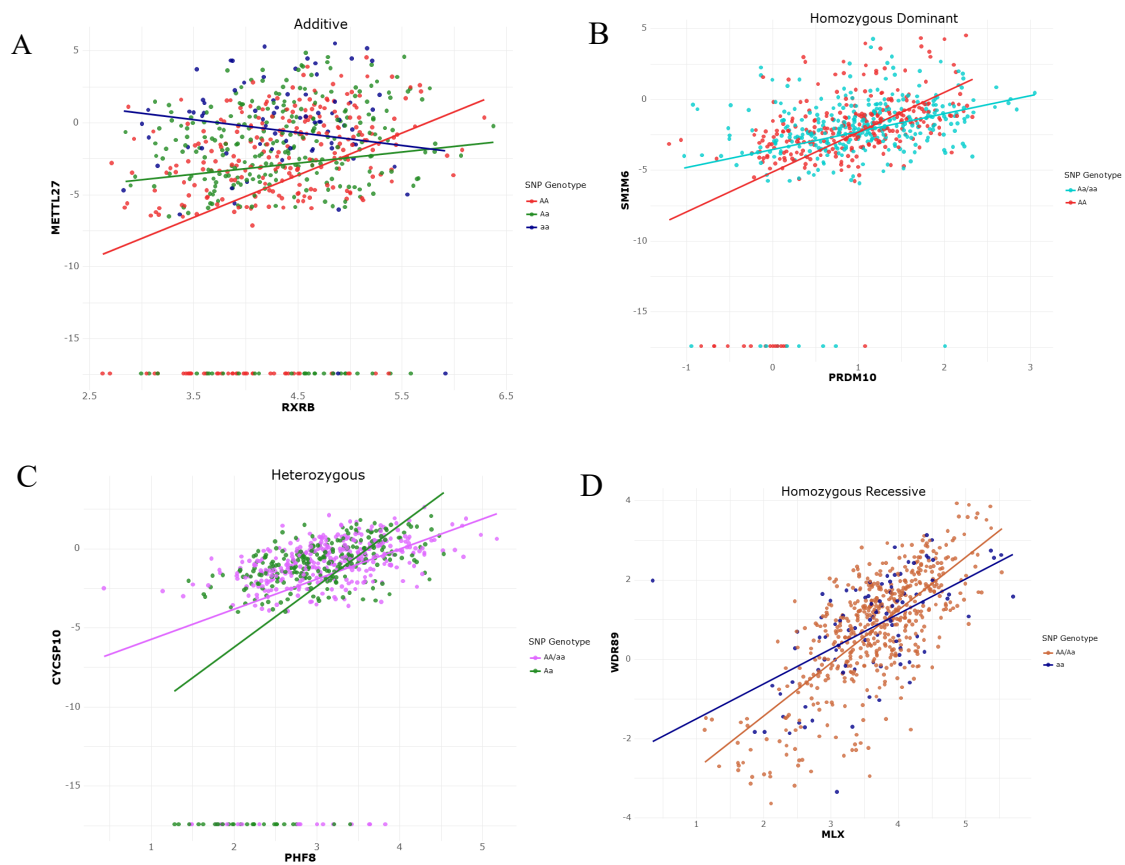 A
Additive
5
0
-5
-10
-15
METTL27
2.5
3.5
4.5
5.5
6.5
RXRB
SNP Genotype
AA
Aa
aa
B
Homozygous Dominant
5
0
-5
-10
-15
SMIM6
-1
0
1
2
3
PRDM10
SNP Genotype
Aa/aa
AA
C
Heterozygous
0
-5
-10
-15
CYCSP10
1
2
3
4
5
PHF8
SNP Genotype
AA/aa
Aa
D
Homozygous Recessive
4
2
0
-2
-4
WDR89
1
2
3
4
5
MLX
SNP Genotype
AA/Aa
aa